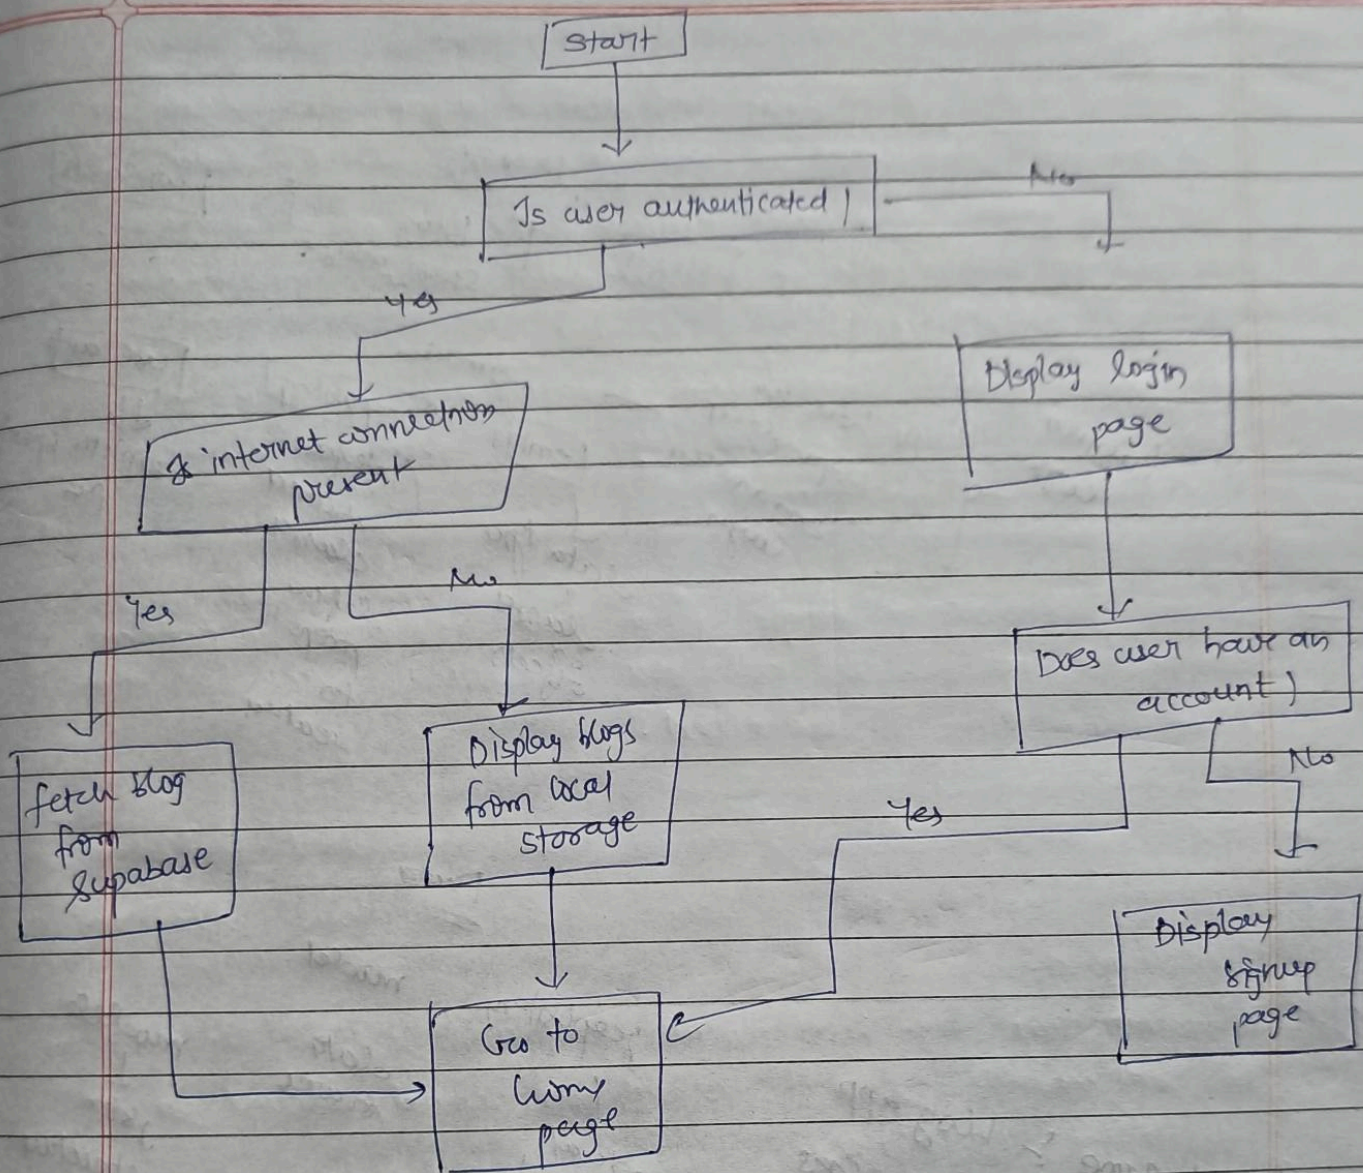 Start
Is user authenticated?
No
Yes
Display login
page
Is internet connection
present
No
Yes
Does user have an
account?
No
Display blogs
from local
storage
fetch blog
from
Supabase
Yes
Display
signup
page
Go to
home
page